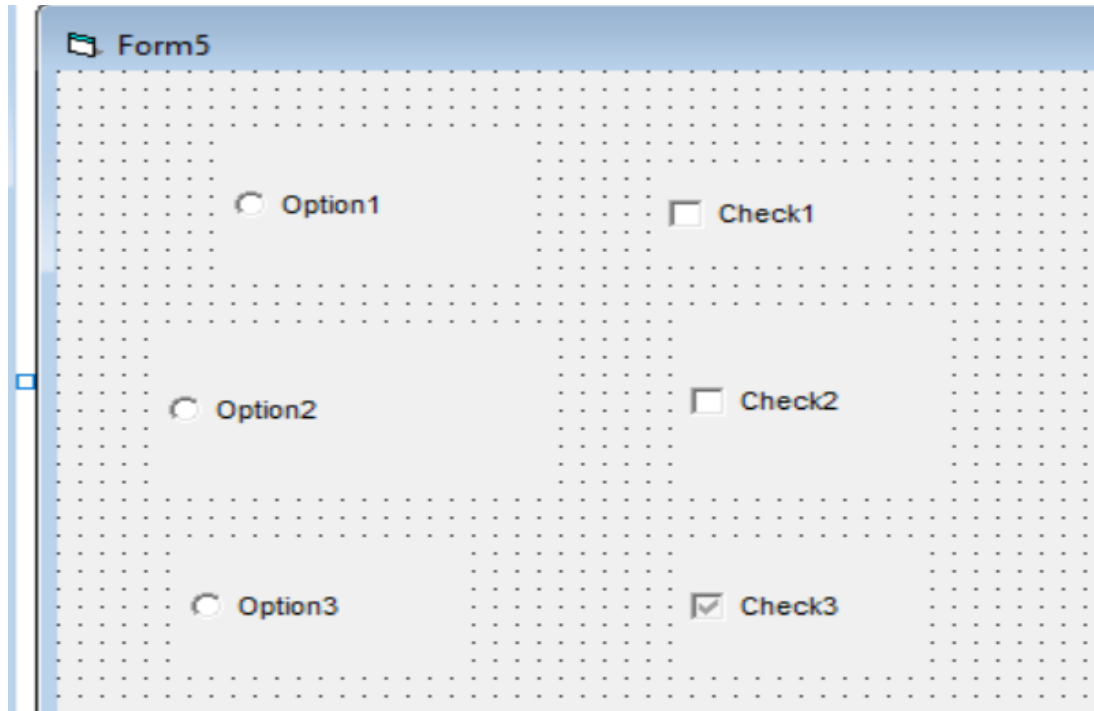 Form5
Option1
Check1
Option2
Check2
Option3
Check3